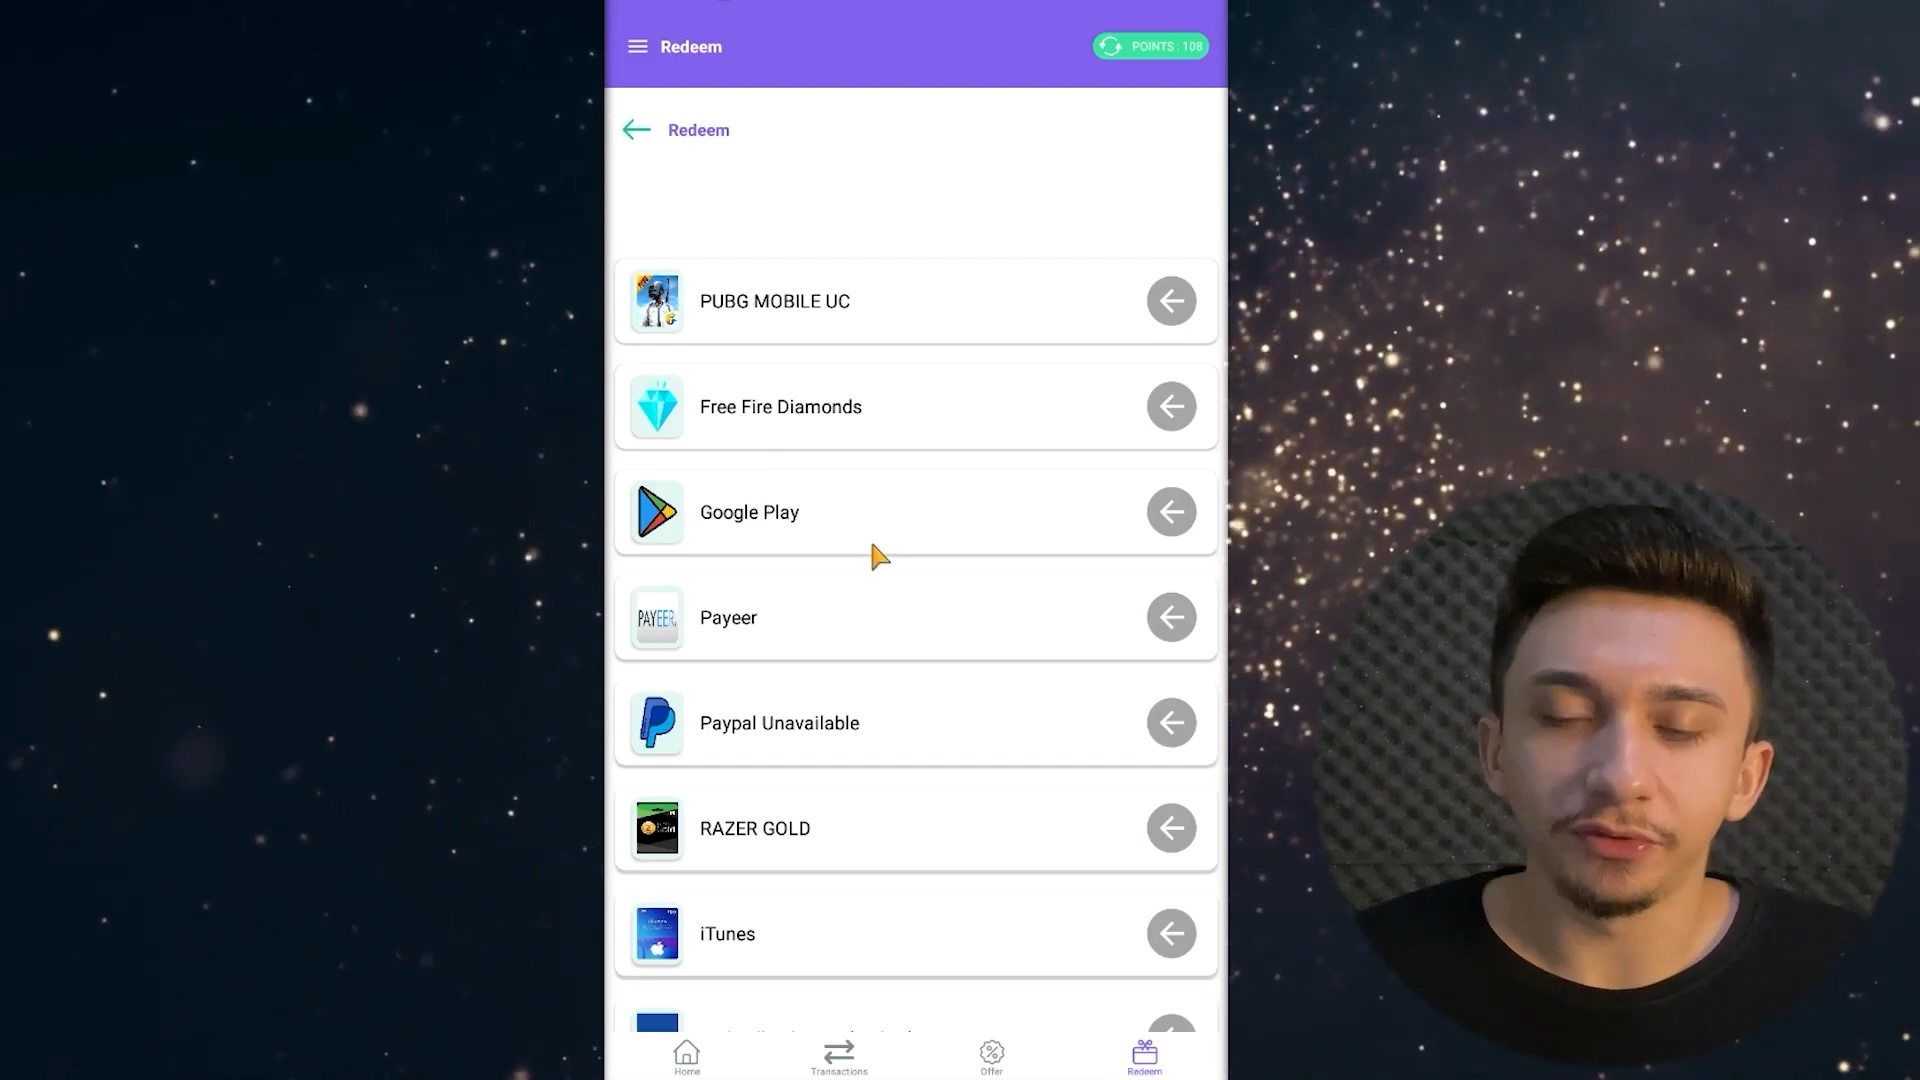 Redeem
POINTS : 108
Redeem
PUBG MOBILE UC
Free Fire Diamonds
Google Play
PAYEER
Payeer
Paypal Unavailable
RAZER GOLD
iTunes
Home
Transactions
Offer
Redeem